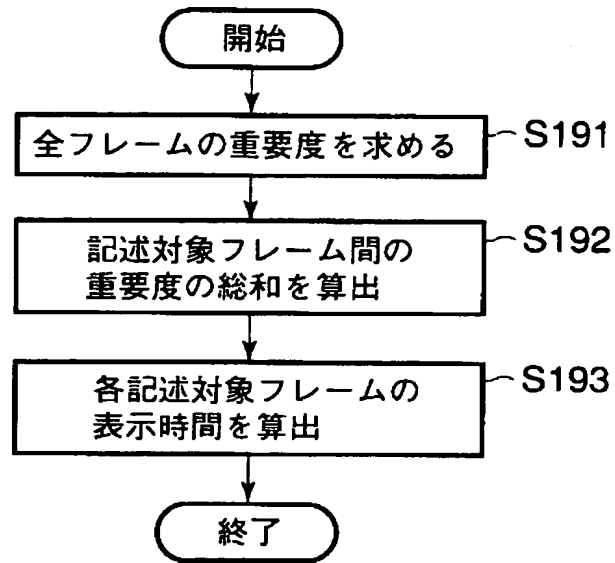 開始
全フレームの重要度を求める
S191
記述対象フレーム間の
重要度の総和を算出
S192
各記述対象フレームの
表示時間を算出
S193
終了